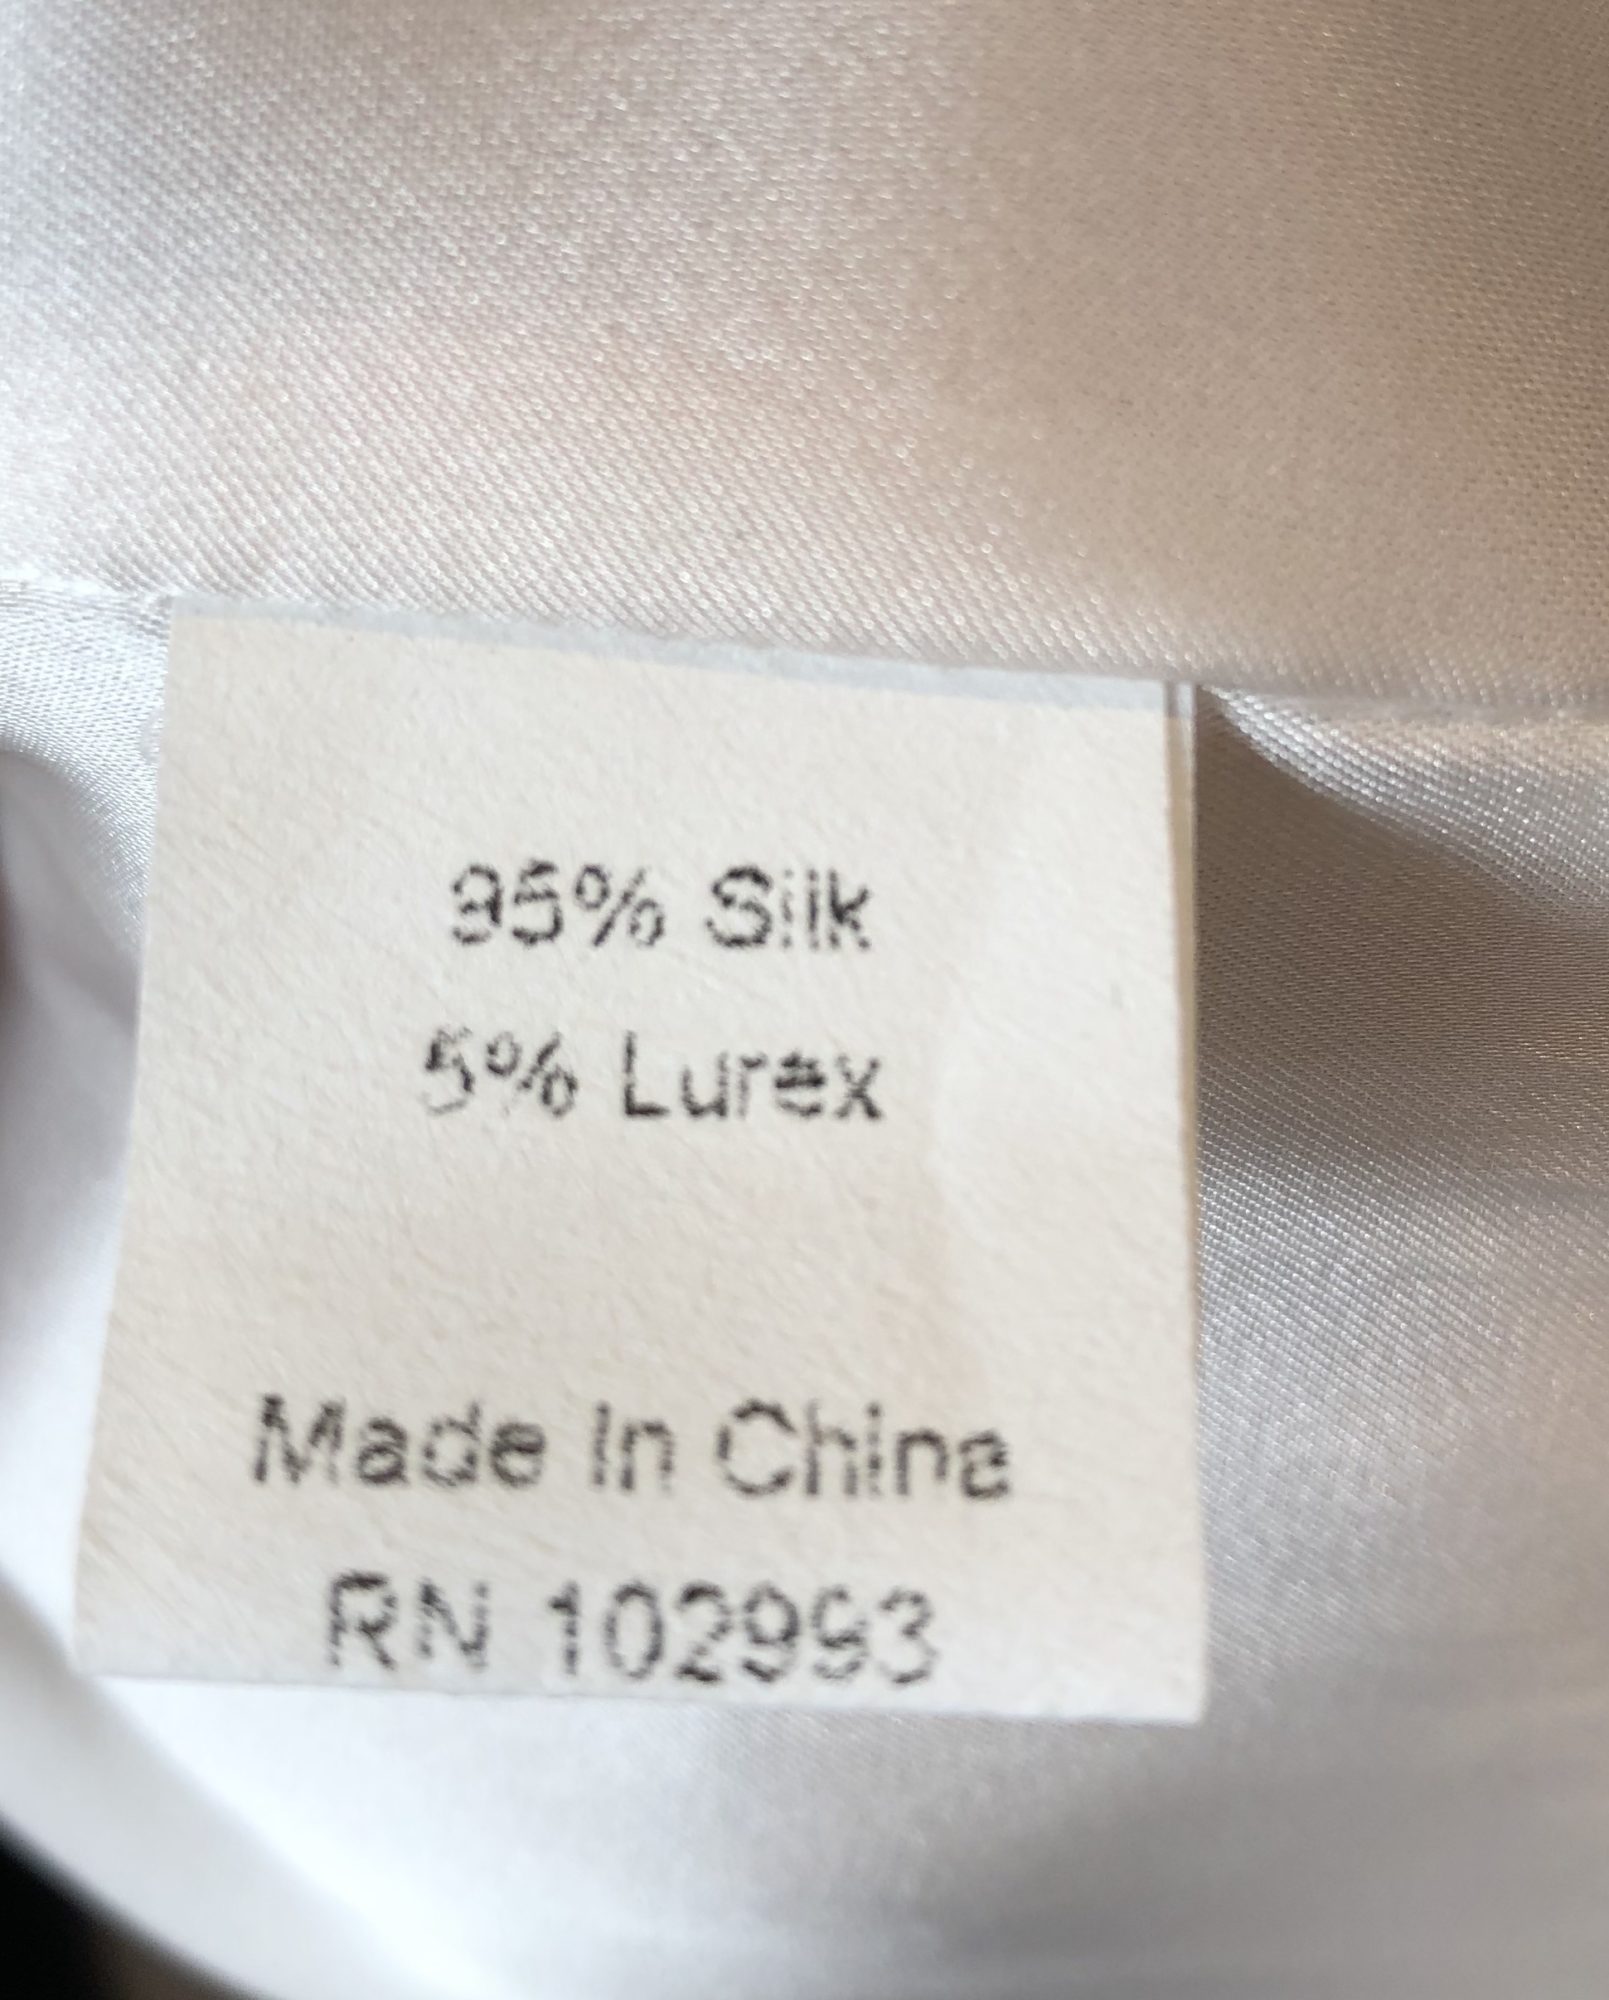 95% Silk
5% Lurex
Made In China
RN 102993